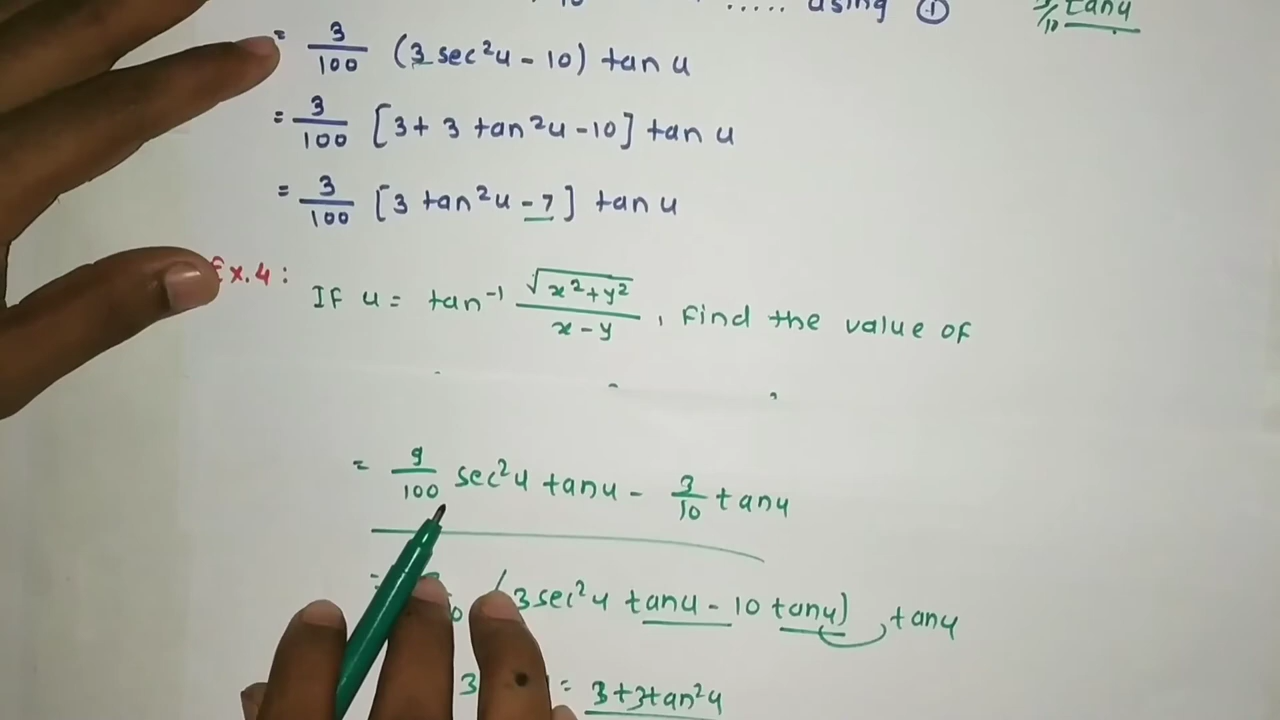 ..... using ①
3/10 tan u
= 3/100 (3 sec²u - 10) tan u
= 3/100 [3 + 3 tan²u - 10] tan u
= 3/100 [3 tan²u - 7] tan u
Ex.4:
If u = tan⁻¹ √x²+y² / x-y , Find the value of
= 9/100 sec²u tan u - 3/10 tan u
(3sec²u tan u - 10 tan u) tan u
3 = 3+3tan²u